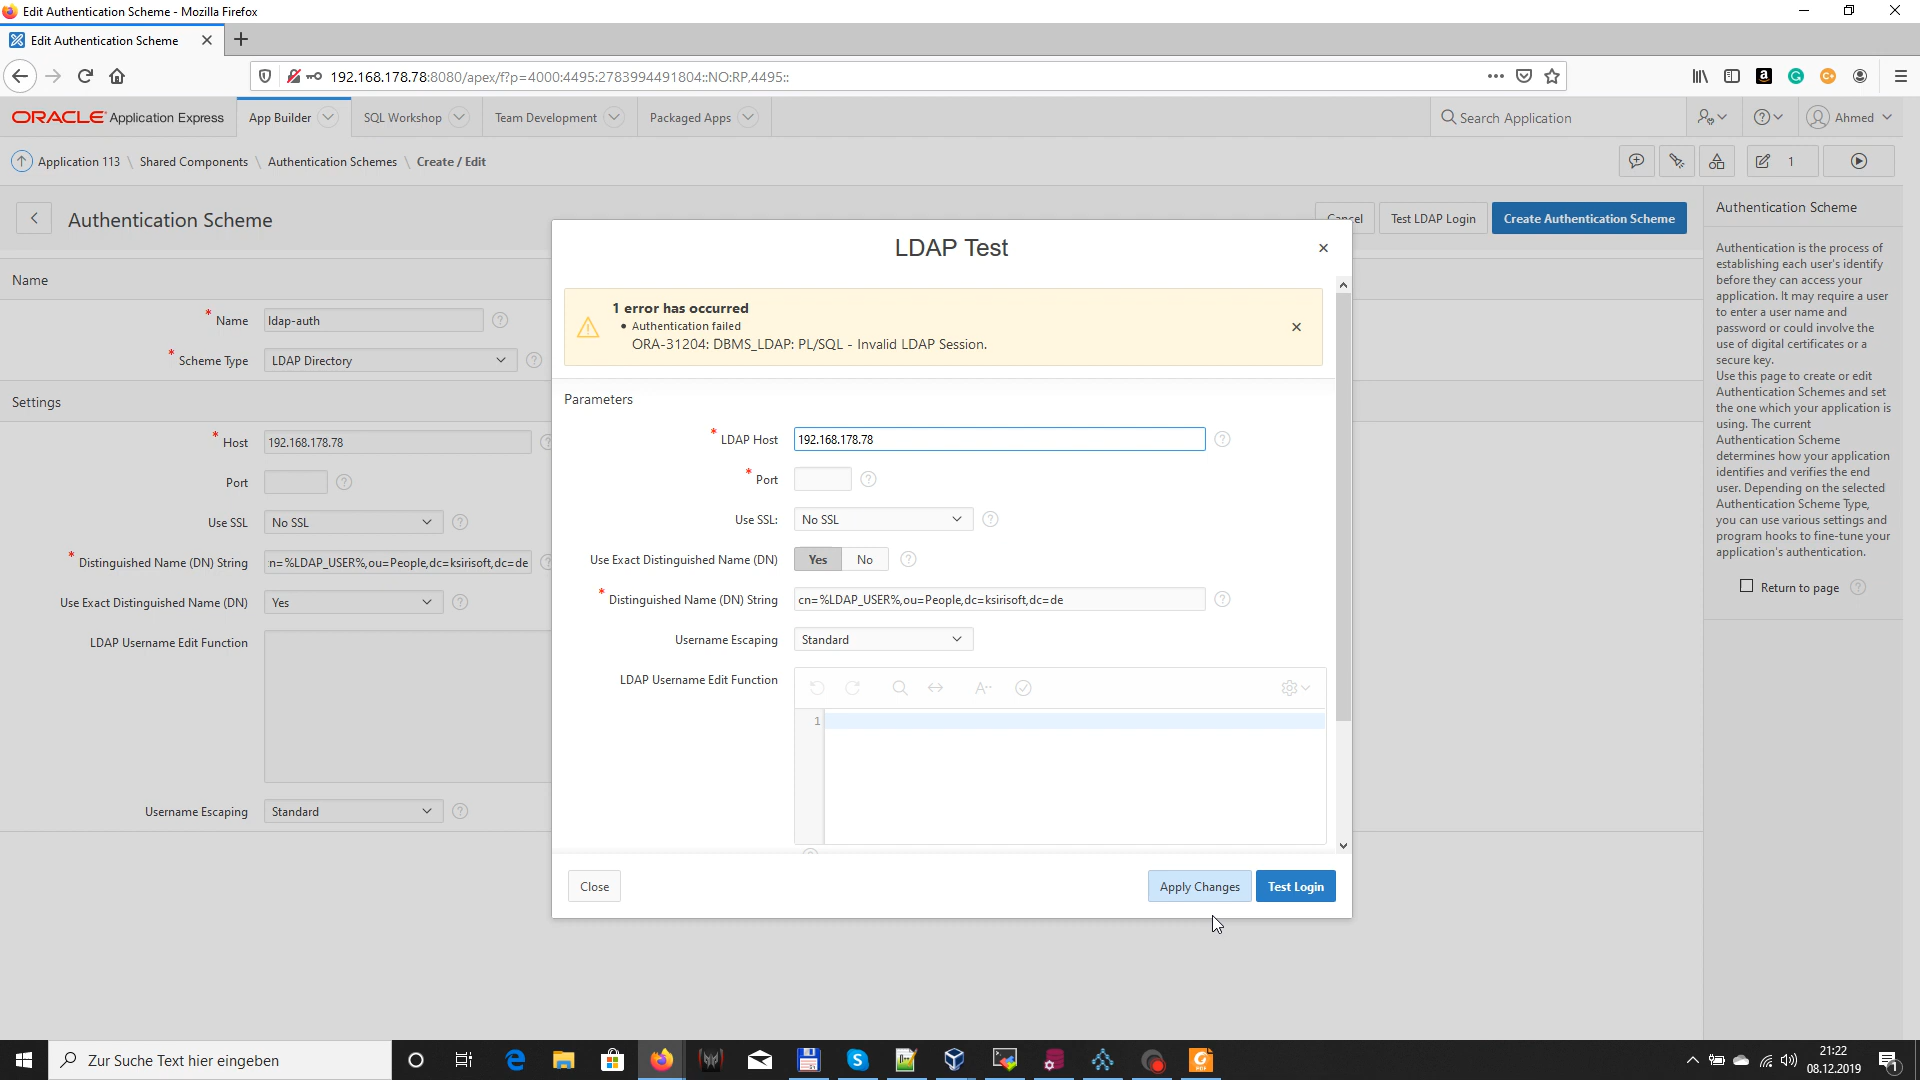 Edit Authentication Scheme - Mozilla Firefox
Edit Authentication Scheme
192.168.178.78:8080/apex/f?p=4000:4495:2783994491804::NO:RP,4495::
ORACLE Application Express
App Builder
SQL Workshop
Team Development
Packaged Apps
Search Application
Ahmed
Application 113 \ Shared Components \ Authentication Schemes \ Create / Edit
1
Authentication Scheme
Cancel
Test LDAP Login
Create Authentication Scheme
Name
* Name
ldap-auth
* Scheme Type
LDAP Directory
Settings
* Host
192.168.178.78
Port
Use SSL
No SSL
* Distinguished Name (DN) String
n=%LDAP_USER%,ou=People,dc=ksirisoft,dc=de
Use Exact Distinguished Name (DN)
Yes
LDAP Username Edit Function
Username Escaping
Standard
LDAP Test
1 error has occurred
• Authentication failed
ORA-31204: DBMS_LDAP: PL/SQL - Invalid LDAP Session.
Parameters
* LDAP Host
192.168.178.78
* Port
Use SSL:
No SSL
Use Exact Distinguished Name (DN)
Yes
No
* Distinguished Name (DN) String
cn=%LDAP_USER%,ou=People,dc=ksirisoft,dc=de
Username Escaping
Standard
LDAP Username Edit Function
1
Close
Apply Changes
Test Login
Authentication Scheme
Authentication is the process of
establishing each user's identify
before they can access your
application. It may require a user
to enter a user name and
password or could involve the
use of digital certificates or a
secure key.
Use this page to create or edit
Authentication Schemes and set
the one which your application is
using. The current
Authentication Scheme
determines how your application
identifies and verifies the end
user. Depending on the selected
Authentication Scheme Type,
you can use various settings and
program hooks to fine-tune your
application's authentication.
Return to page
Zur Suche Text hier eingeben
21:22
08.12.2019
1